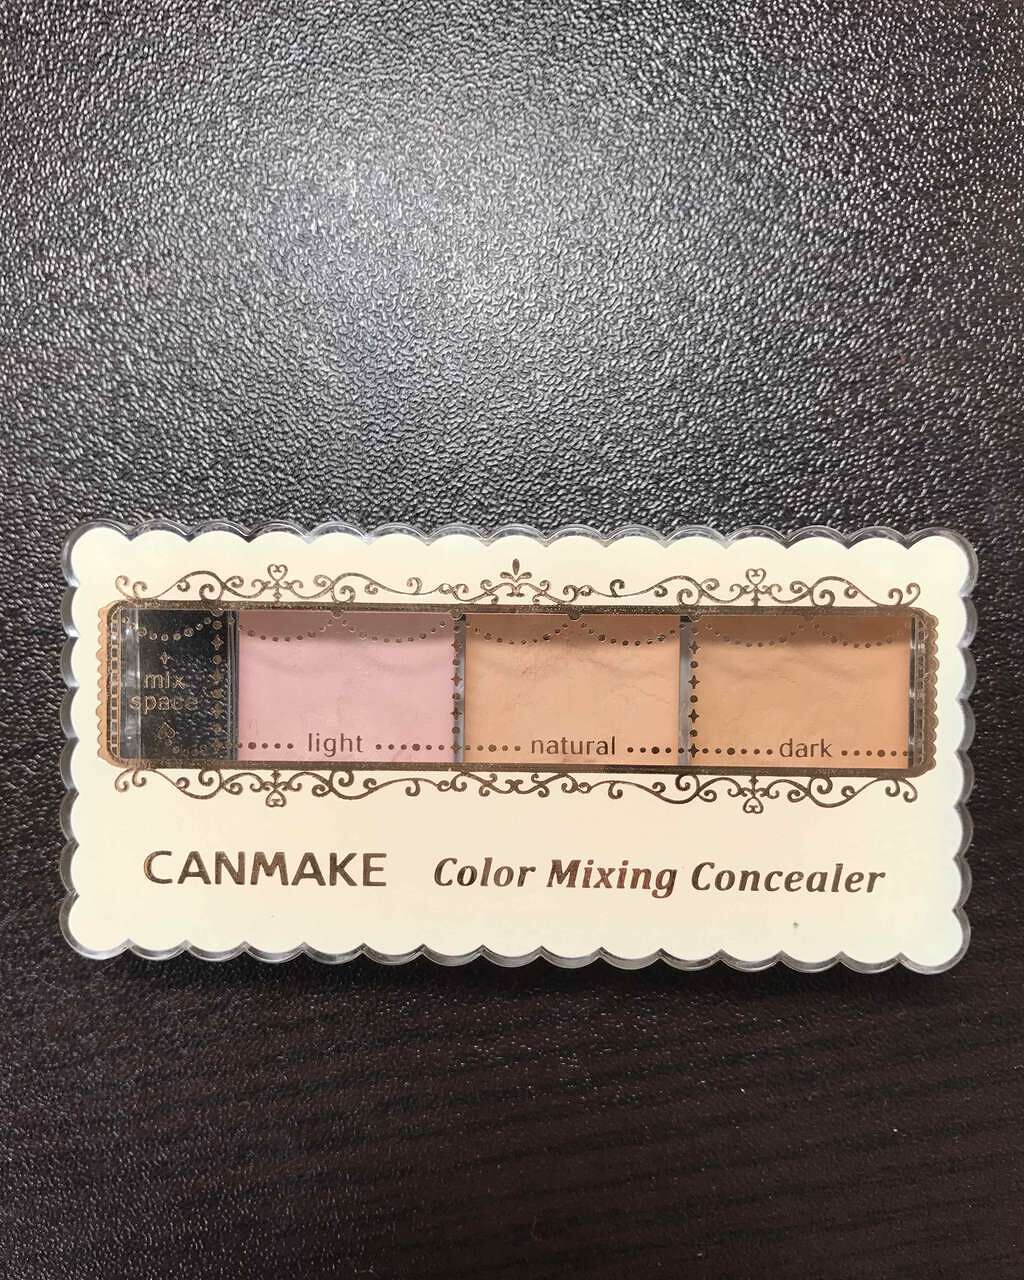 mix
space
light
natural
dark
CANMAKE Color Mixing Concealer